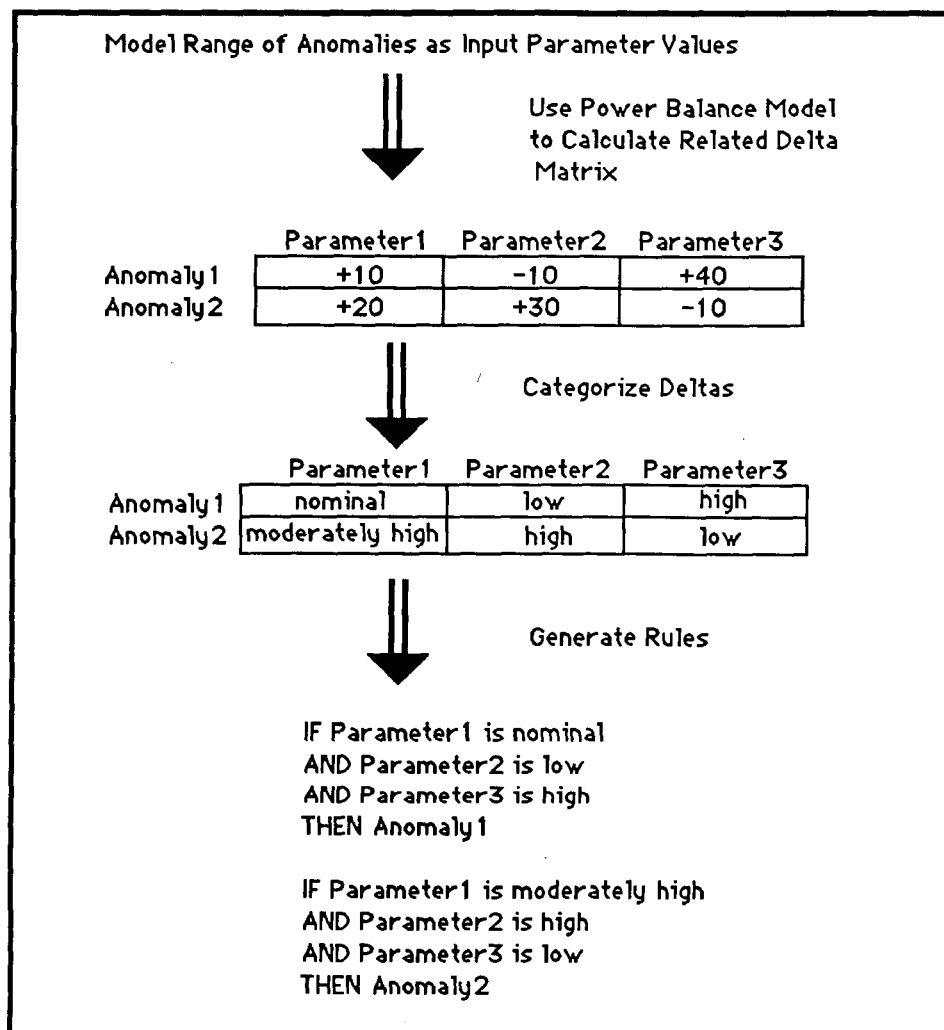 Model Range of Anomalies as Input Parameter Values
Use Power Balance Model
to Calculate Related Delta
Matrix
Parameter1 Parameter2 Parameter3
Anomaly1 +10 -10 +40
Anomaly2 +20 +30 -10
Categorize Deltas
Parameter1 Parameter2 Parameter3
Anomaly1 nominal low high
Anomaly2 moderately high high low
Generate Rules
IF Parameter1 is nominal
AND Parameter2 is low
AND Parameter3 is high
THEN Anomaly1
IF Parameter1 is moderately high
AND Parameter2 is high
AND Parameter3 is low
THEN Anomaly2